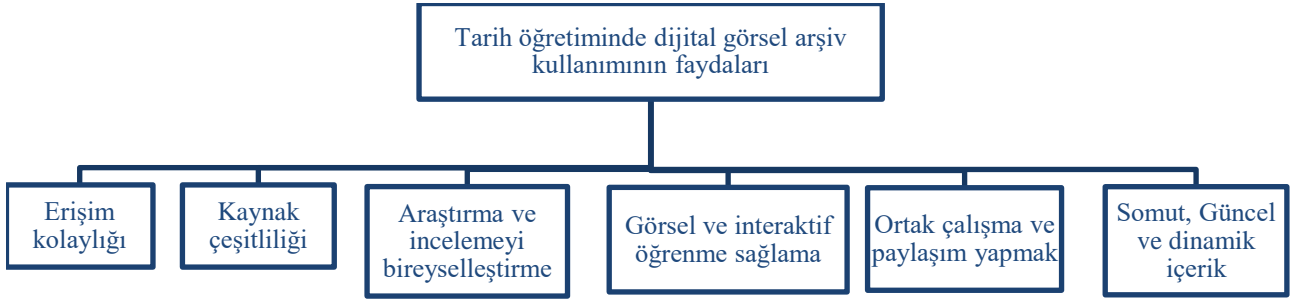 Tarih öğretiminde dijital görsel arşiv
kullanımının faydaları
Erişim
kolaylığı
Kaynak
çeşitliliği
Araştırma ve
incelemeyi
bireyselleştirme
Görsel ve interaktif
öğrenme sağlama
Ortak çalışma ve
paylaşım yapmak
Somut, Güncel
ve dinamik
içerik